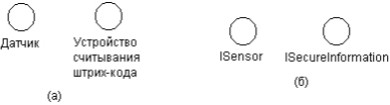 Датчик
Устройство
считывания
штрих-кода
(а)
ISensor
ISecureInformation
(б)